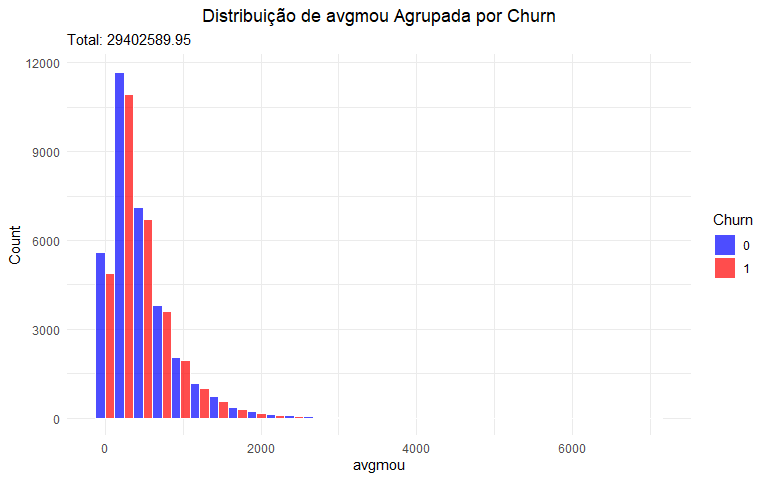 Distribuição de avgmou Agrupada por Churn
Total: 29402589.95
12000
9000
6000
3000
0
Count
0 2000 4000 6000
avgmou
Churn
0
1